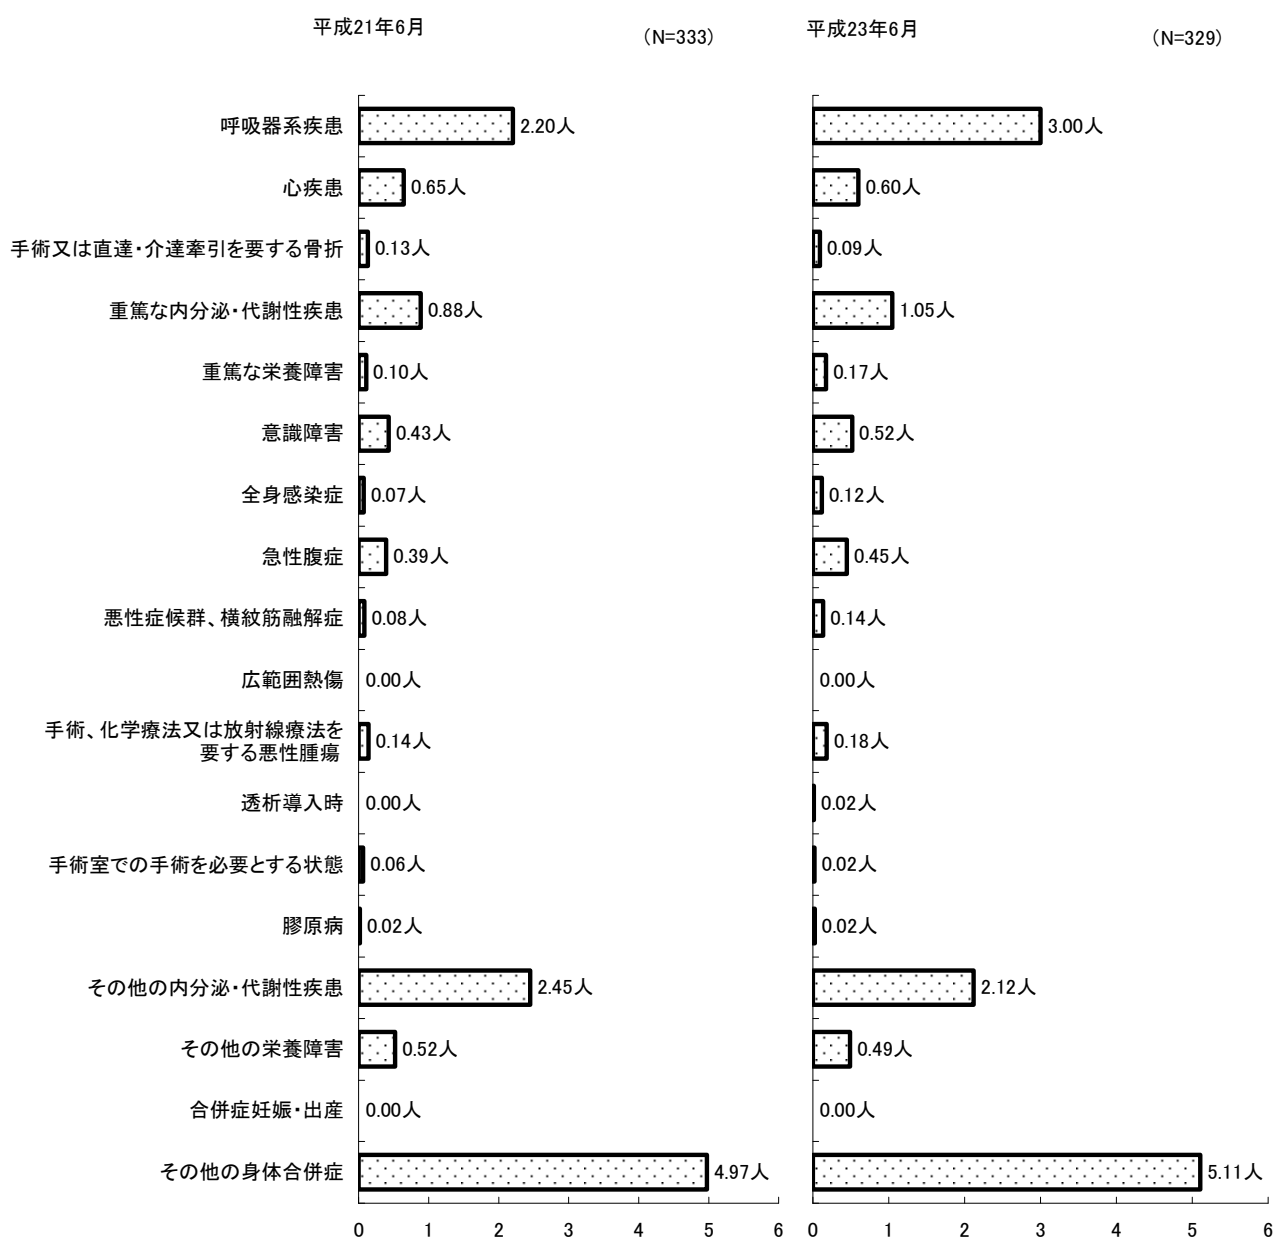 平成21年6月
(N=333)
平成23年6月
(N=329)
呼吸器系疾患 2.20人 3.00人
心疾患 0.65人 0.60人
手術又は直達・介達牽引を要する骨折 0.13人 0.09人
重篤な内分泌・代謝性疾患 0.88人 1.05人
重篤な栄養障害 0.10人 0.17人
意識障害 0.43人 0.52人
全身感染症 0.07人 0.12人
急性腹症 0.39人 0.45人
悪性症候群、横紋筋融解症 0.08人 0.14人
広範囲熱傷 0.00人 0.00人
手術、化学療法又は放射線療法を
要する悪性腫瘍 0.14人 0.18人
透析導入時 0.00人 0.02人
手術室での手術を必要とする状態 0.06人 0.02人
膠原病 0.02人 0.02人
その他の内分泌・代謝性疾患 2.45人 2.12人
その他の栄養障害 0.52人 0.49人
合併症妊娠・出産 0.00人 0.00人
その他の身体合併症 4.97人 5.11人
0 1 2 3 4 5 6 0 1 2 3 4 5 6